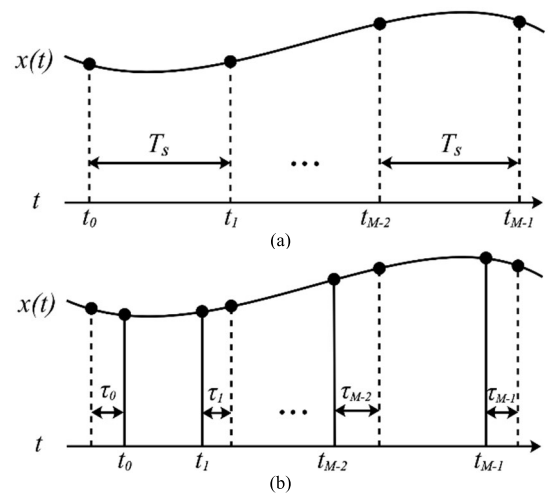 x(t)
T_s ... T_s
t
t_0 t_1 t_{M-2} t_{M-1}
(a)
x(t)
τ_0 τ_1 ... τ_{M-2} τ_{M-1}
t
t_0 t_1 t_{M-2} t_{M-1}
(b)